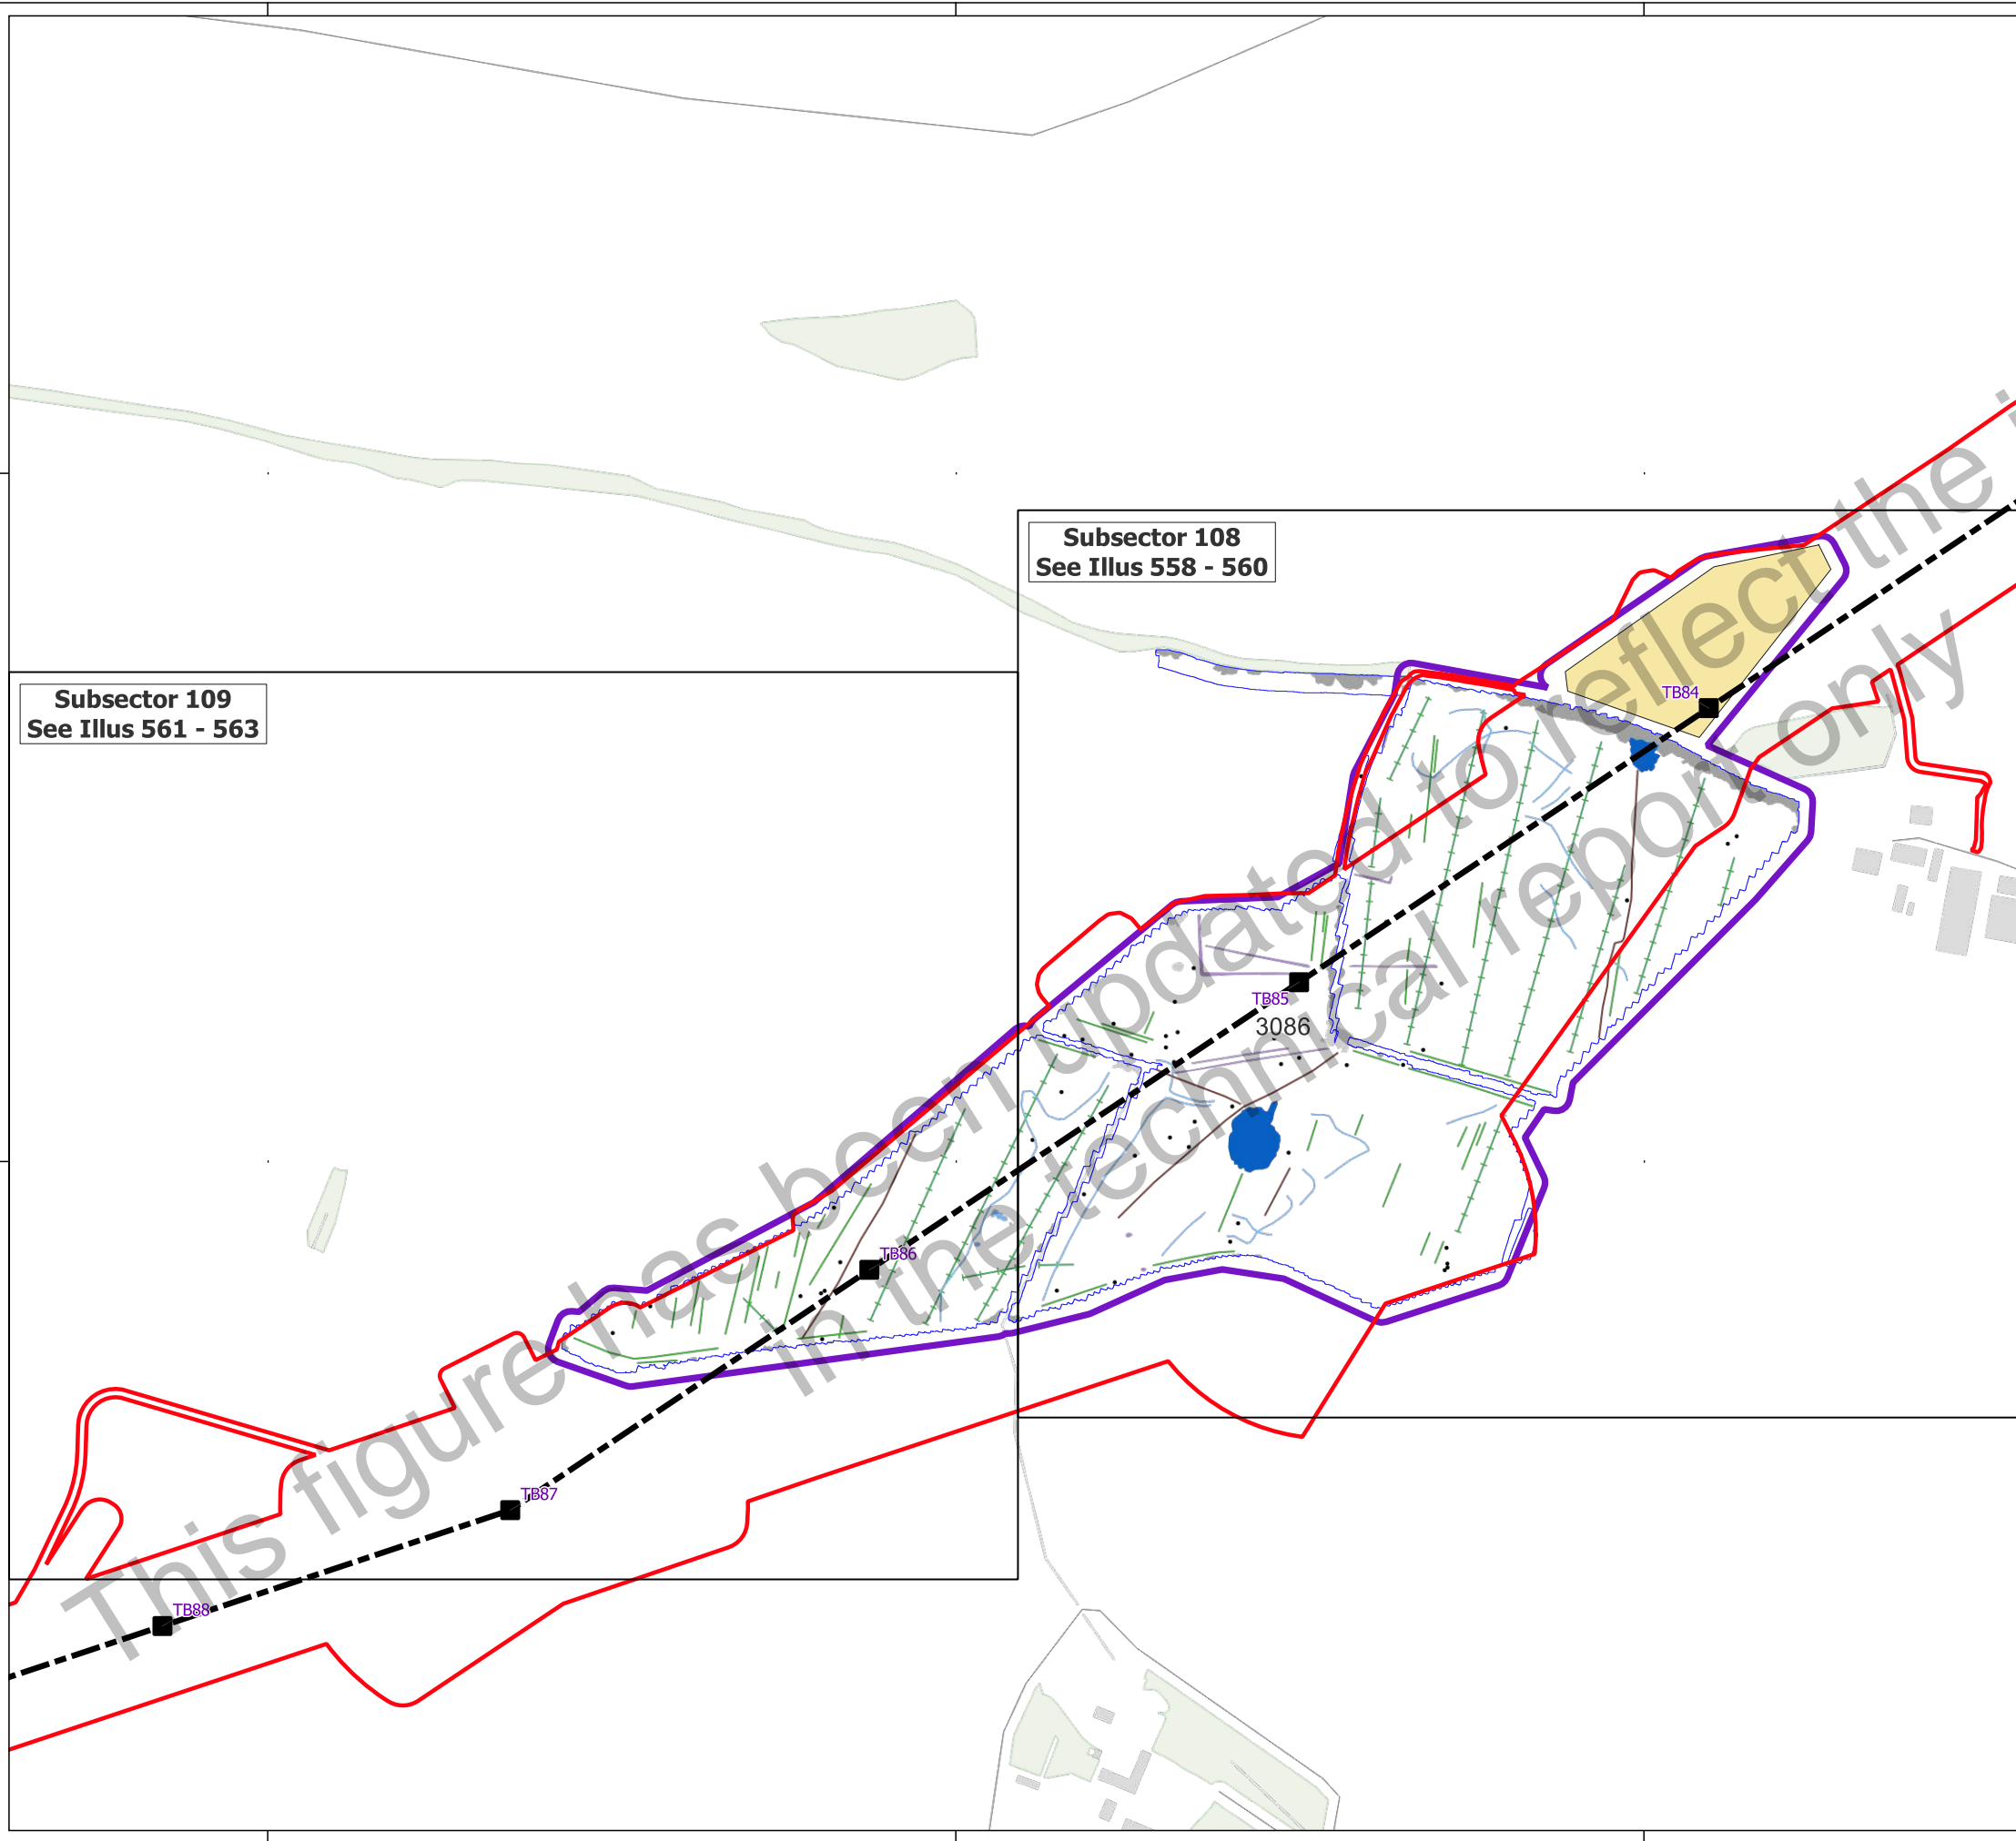 Subsector 108
See Illus 558 - 560
Subsector 109
See Illus 561 - 563
TB84
TB85
3086
TB86
TB87
TB88
This figure has been updated to reflect the
in the technical report only